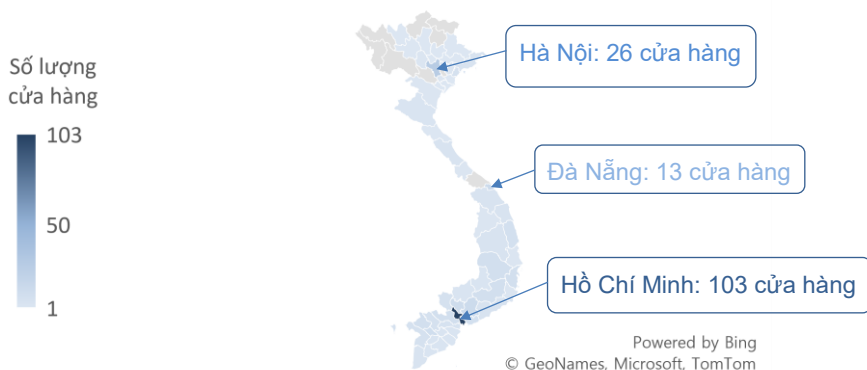 Số lượng
cửa hàng
103
50
1
Hà Nội: 26 cửa hàng
Đà Nẵng: 13 cửa hàng
Hồ Chí Minh: 103 cửa hàng
Powered by Bing
© GeoNames, Microsoft, TomTom